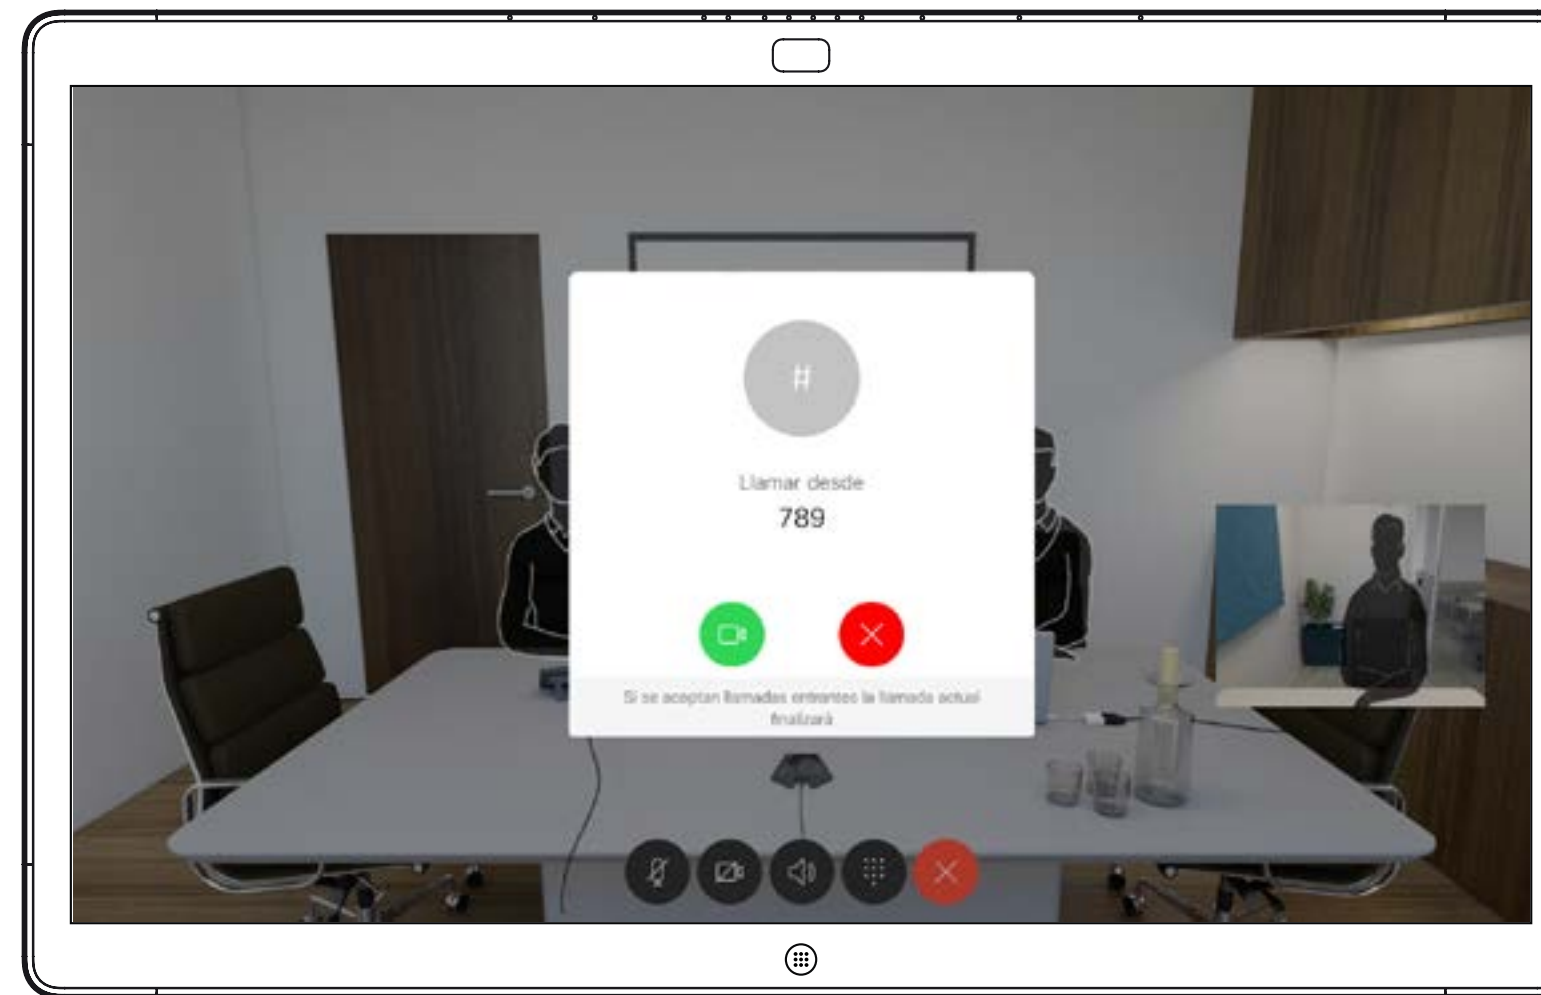 #
Llamar desde
789
Si se aceptan llamadas entrantes la llamada actual
finalizará